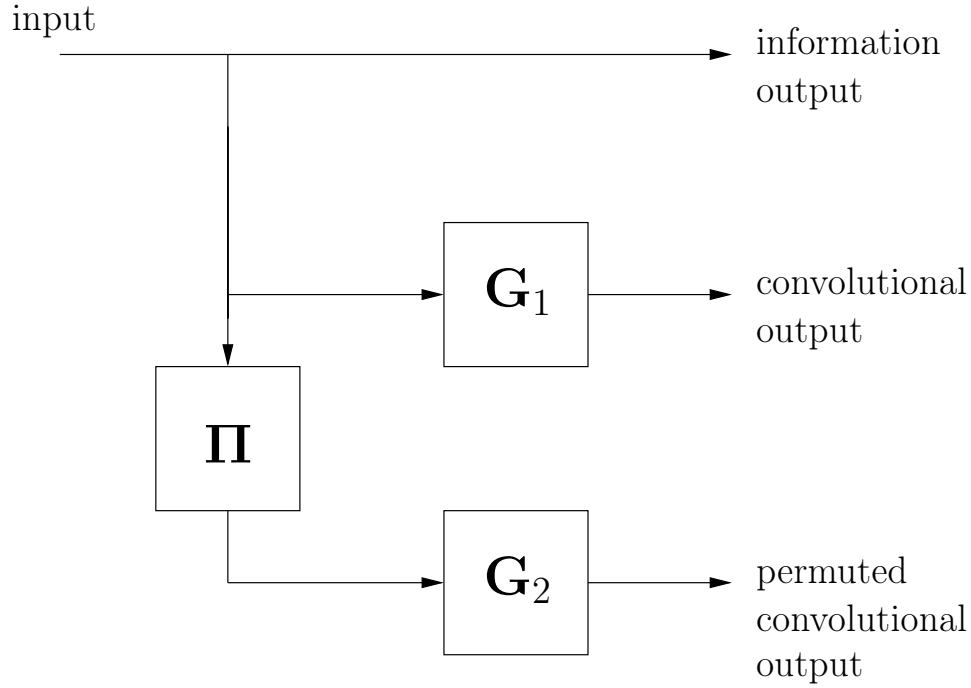 input
information
output
G₁
convolutional
output
Π
G₂
permuted
convolutional
output